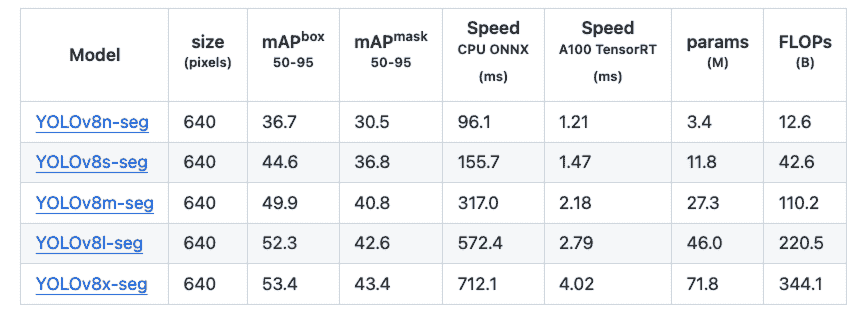 Model size (pixels) mAPbox 50-95 mAPmask 50-95 Speed CPU ONNX (ms) Speed A100 TensorRT (ms) params (M) FLOPs (B)
YOLOv8n-seg 640 36.7 30.5 96.1 1.21 3.4 12.6
YOLOv8s-seg 640 44.6 36.8 155.7 1.47 11.8 42.6
YOLOv8m-seg 640 49.9 40.8 317.0 2.18 27.3 110.2
YOLOv8l-seg 640 52.3 42.6 572.4 2.79 46.0 220.5
YOLOv8x-seg 640 53.4 43.4 712.1 4.02 71.8 344.1